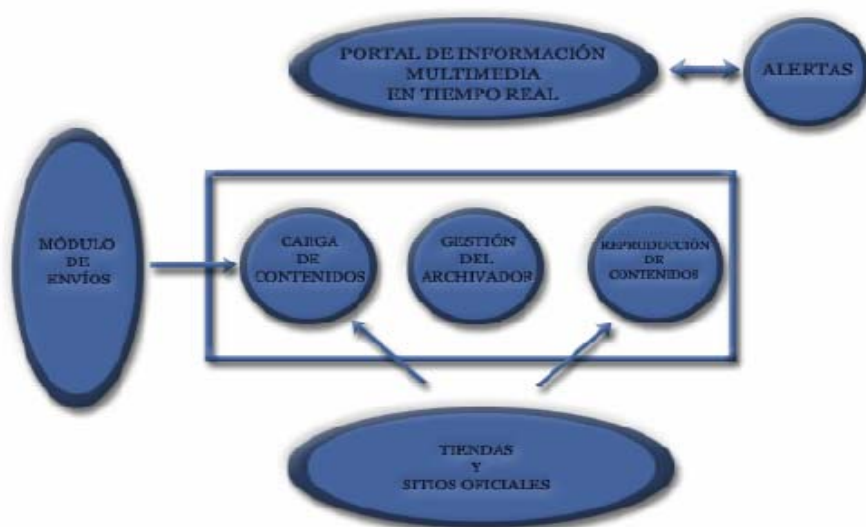 PORTAL DE INFORMACIÓN
MULTIMEDIA
EN TIEMPO REAL
ALERTAS
MÓDULO
DE
ENVÍOS
CARGA
DE
CONTENIDOS
GESTIÓN
DEL
ARCHIVADOR
REPRODUCCIÓN
DE
CONTENIDOS
TIENDAS
Y
SITIOS OFICIALES